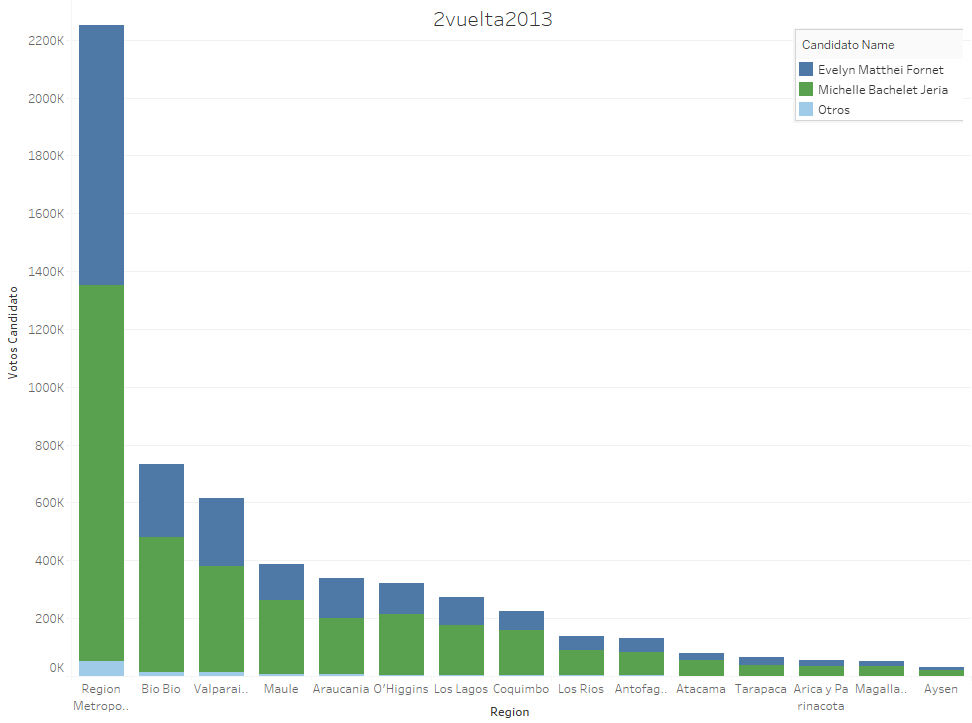 2vuelta2013
Candidato Name
Evelyn Matthei Fornet
Michelle Bachelet Jeria
Otros
2200K
2000K
1800K
1600K
1400K
1200K
1000K
800K
600K
400K
200K
0K
Votos Candidato
Region Metropo..
Bio Bio
Valparai..
Maule
Araucania
O'Higgins
Los Lagos
Coquimbo
Los Rios
Antofag..
Atacama
Tarapaca
Arica y Pa
rinacota
Magalla..
Aysen
Region